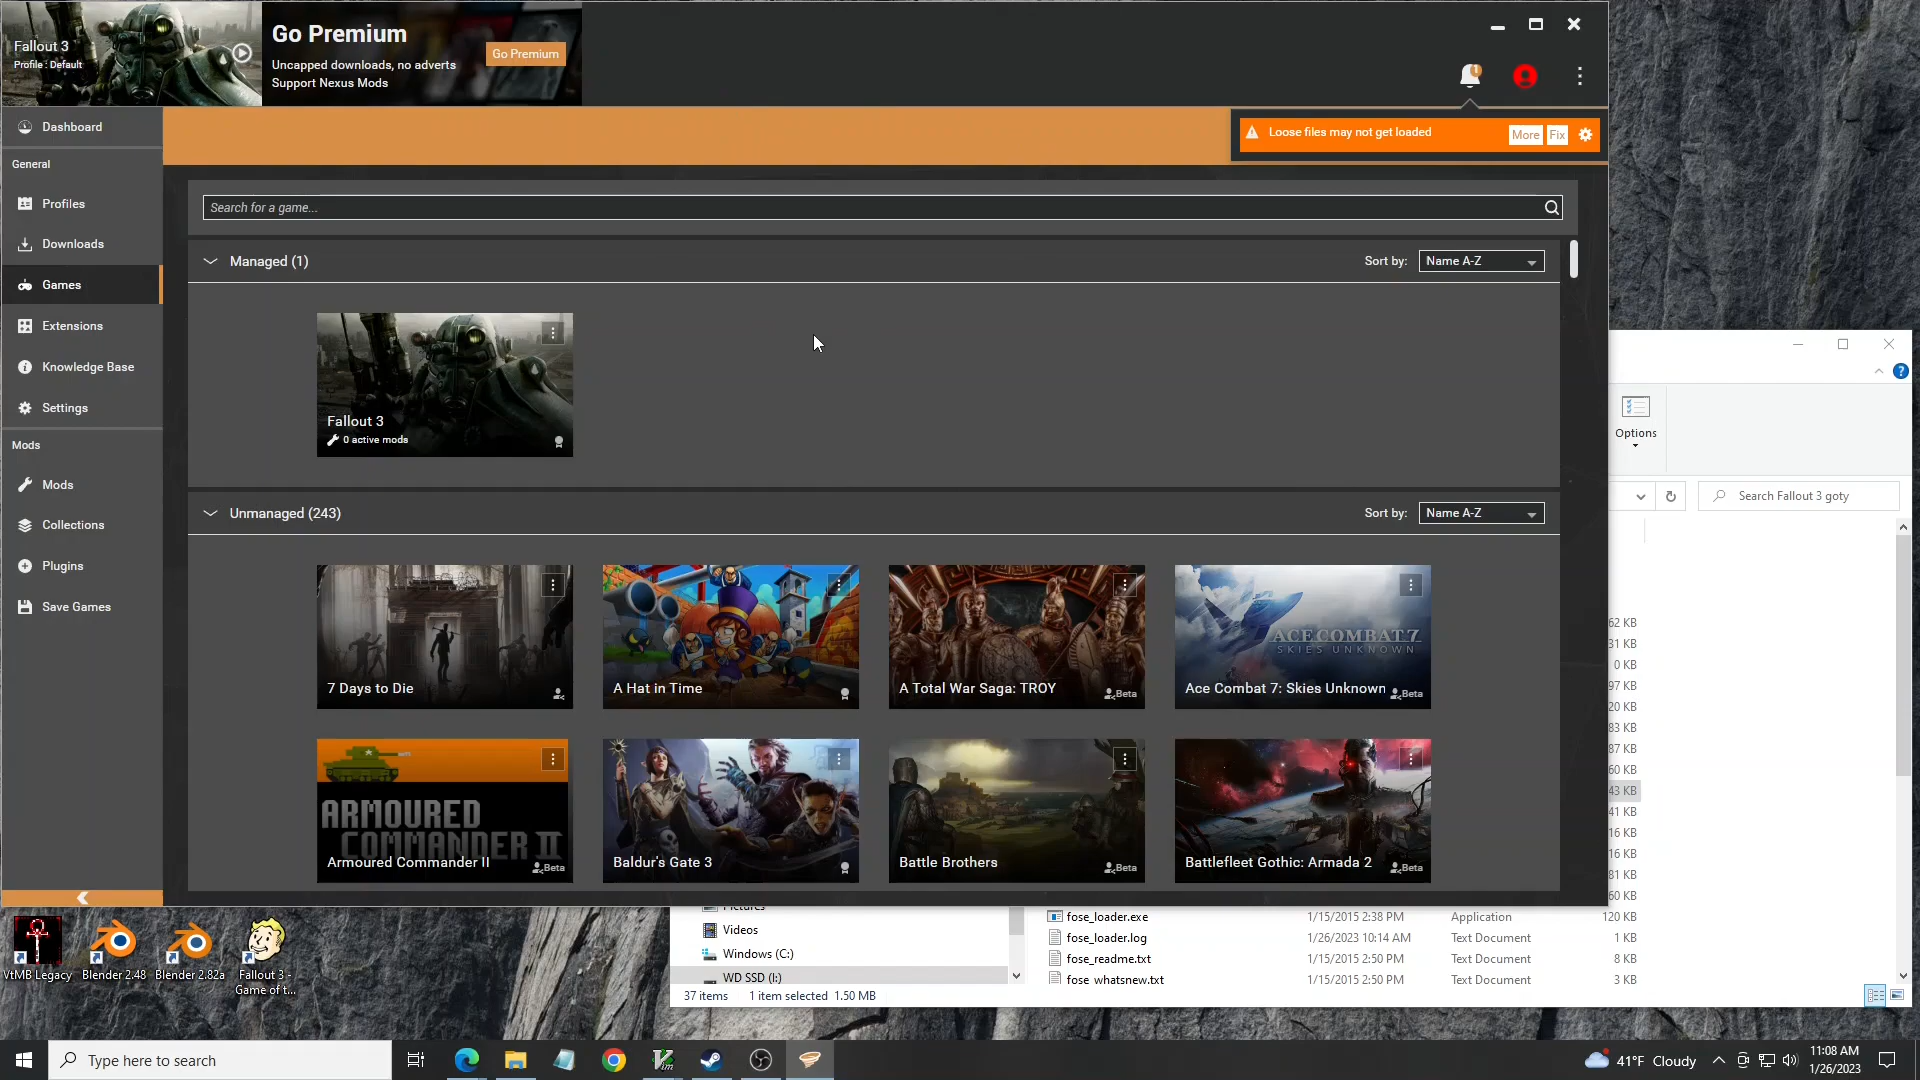 Fallout 3
Profile : Default
Go Premium
Uncapped downloads, no adverts
Support Nexus Mods
Go Premium
1
Loose files may not get loaded
More
Fix
Dashboard
General
Profiles
Downloads
Games
Extensions
Knowledge Base
Settings
Mods
Mods
Collections
Plugins
Save Games
Search for a game...
Managed (1)
Sort by:
Name A-Z
Fallout 3
0 active mods
Unmanaged (243)
Sort by:
Name A-Z
7 Days to Die
A Hat in Time
A Total War Saga: TROY
Beta
ACE COMBAT 7
SKIES UNKNOWN
Ace Combat 7: Skies Unknown
Beta
ARMOURED
COMMANDER II
Armoured Commander II
Beta
Baldur's Gate 3
Battle Brothers
Beta
Battlefleet Gothic: Armada 2
Beta
Options
Search Fallout 3 goty
62 KB
31 KB
0 KB
97 KB
20 KB
83 KB
87 KB
60 KB
43 KB
41 KB
16 KB
16 KB
81 KB
60 KB
Pictures
Videos
Windows (C:)
WD SSD (I:)
fose_loader.exe 1/15/2015 2:38 PM Application 120 KB
fose_loader.log 1/26/2023 10:14 AM Text Document 1 KB
fose_readme.txt 1/15/2015 2:50 PM Text Document 8 KB
fose_whatsnew.txt 1/15/2015 2:50 PM Text Document 3 KB
37 items 1 item selected 1.50 MB
VtMB Legacy
Blender 2.48
Blender 2.82a
Fallout 3 -
Game of t...
Type here to search
41°F Cloudy
11:08 AM
1/26/2023